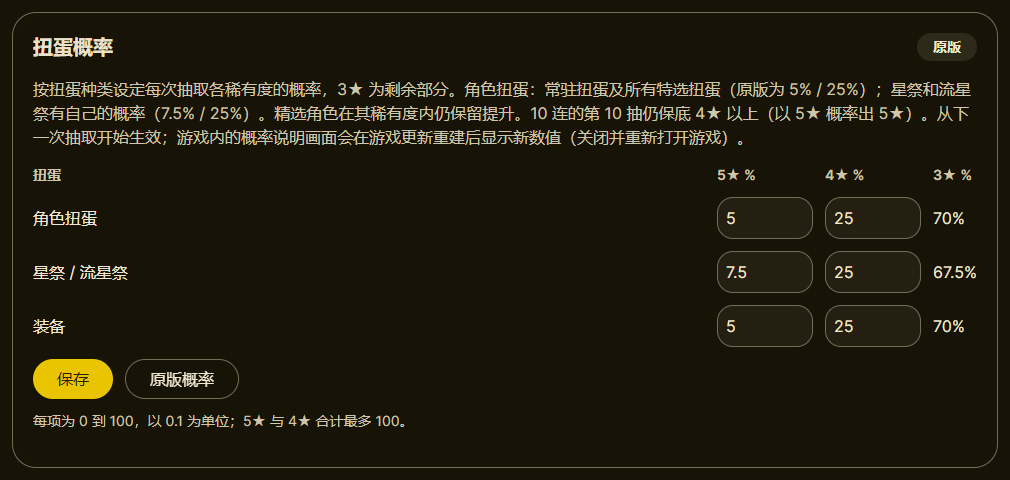 扭蛋概率
原版
按扭蛋种类设定每次抽取各稀有度的概率，3★ 为剩余部分。角色扭蛋：常驻扭蛋及所有特选扭蛋（原版为 5% / 25%）；星祭和流星
祭有自己的概率（7.5% / 25%）。精选角色在其稀有度内仍保留提升。10 连的第 10 抽仍保底 4★ 以上（以 5★ 概率出 5★）。从下
一次抽取开始生效；游戏内的概率说明画面会在游戏更新重建后显示新数值（关闭并重新打开游戏）。
扭蛋 5★ % 4★ % 3★ %
角色扭蛋 5 25 70%
星祭 / 流星祭 7.5 25 67.5%
装备 5 25 70%
保存 原版概率
每项为 0 到 100，以 0.1 为单位；5★ 与 4★ 合计最多 100。